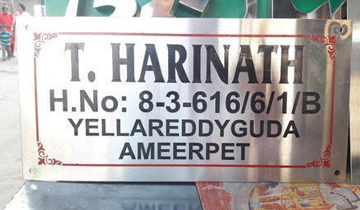 T. HARINATH
H.No: 8-3-616/6/1/B
YELLAREDDYGUDA
AMEERPET